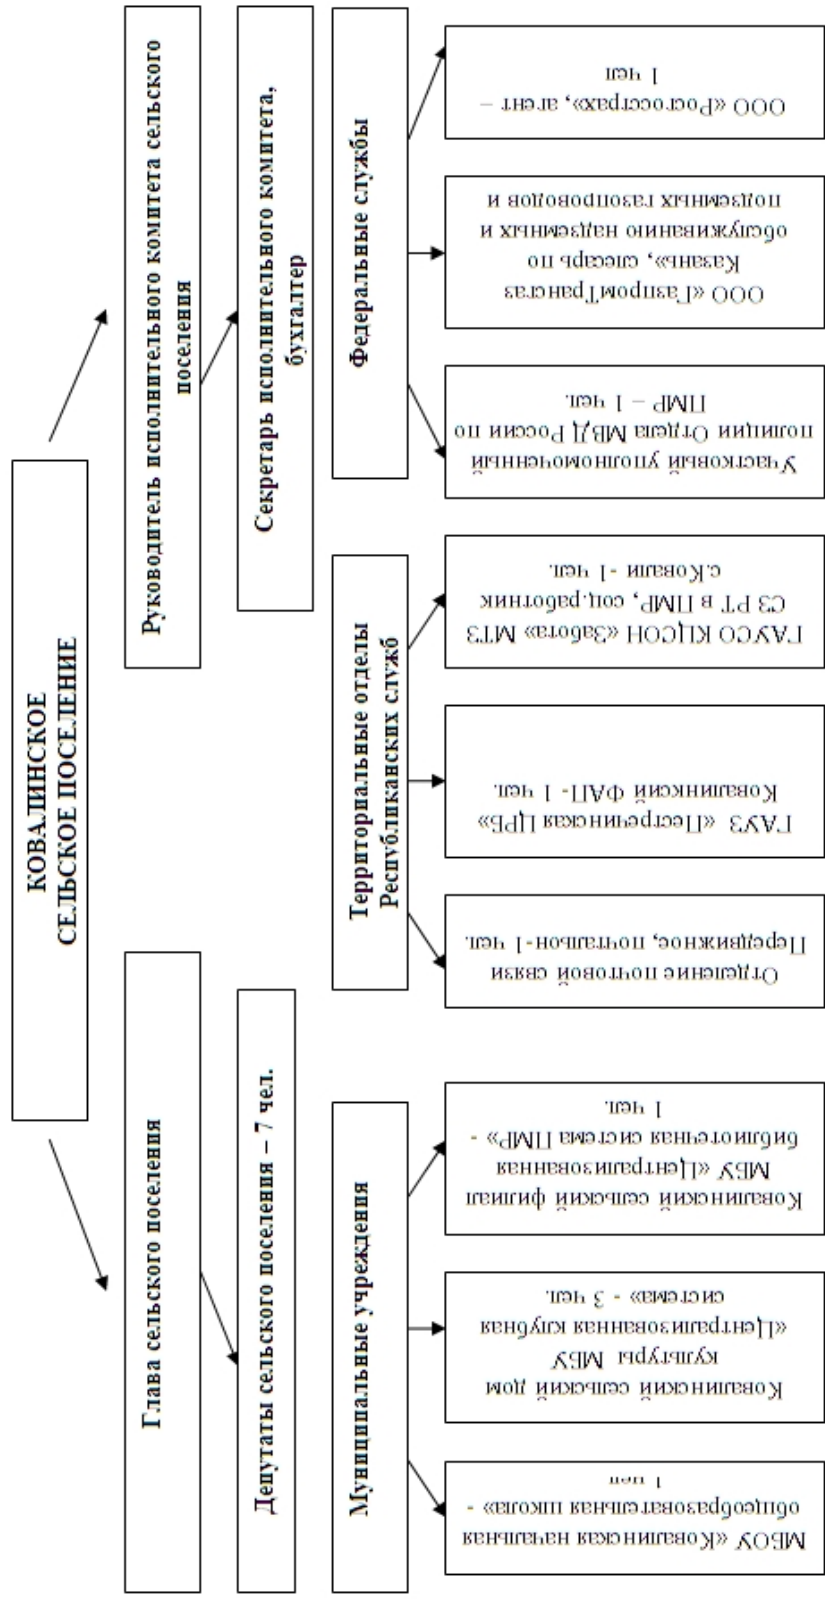 КОВАЛИНСКОЕ
СЕЛЬСКОЕ ПОСЕЛЕНИЕ
Глава сельского поселения
Руководитель исполнительного комитета сельского
поселения
Депутаты сельского поселения – 7 чел.
Секретарь исполнительного комитета,
бухгалтер
Муниципальные учреждения
Территориальные отделы
Республиканских служб
Федеральные службы
МБОУ «Ковалинская начальная
общеобразовательная школа» -
1 чел
Ковалинский сельский дом
культуры МБУ
«Централизованная клубная
система» - 3 чел.
Ковалинский сельский филиал
МБУ «Централизованная
библиотечная система ПМР» -
1 чел.
Отделение почтовой связи
Передвижное, почтальон-1 чел.
ГАУЗ «Пестречинская ЦРБ»
Ковалинксий ФАП- 1 чел.
ГАУСО КЦСОН «Забота» МТЗ
СЗ РТ в ПМР, соц.работник
с.Ковали -1 чел.
Участковый уполномоченный
полиции Отдела МВД России по
ПМР – 1 чел.
ООО «ГазпромТрансгаз
Казань», слесарь по
обслуживанию надземных и
подземных газопроводов и
ООО «Росгосстрах», агент –
1 чел